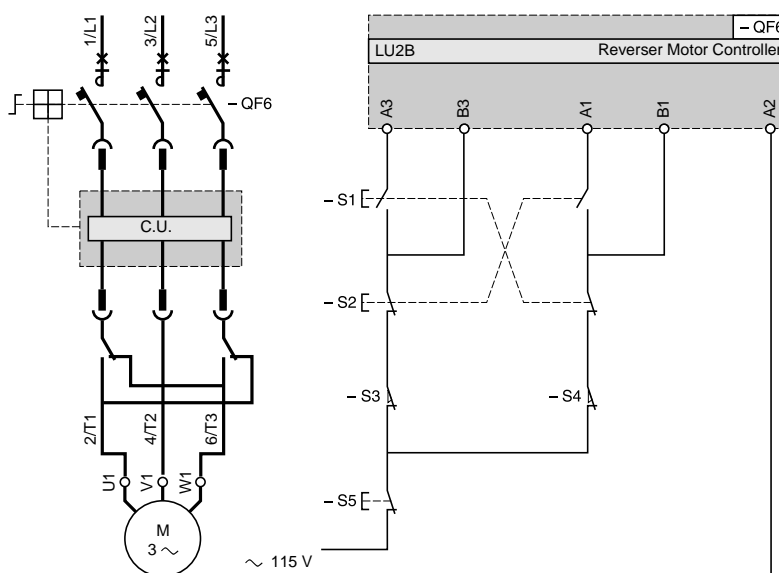 1/L1
3/L2
5/L3
– QF6
C.U.
2/T1
4/T2
6/T3
U1
V1
W1
M
3 ~
~ 115 V
– QF6
LU2B Reverser Motor Controller
A3
B3
A1
B1
A2
– S1
– S2
– S3
– S4
– S5